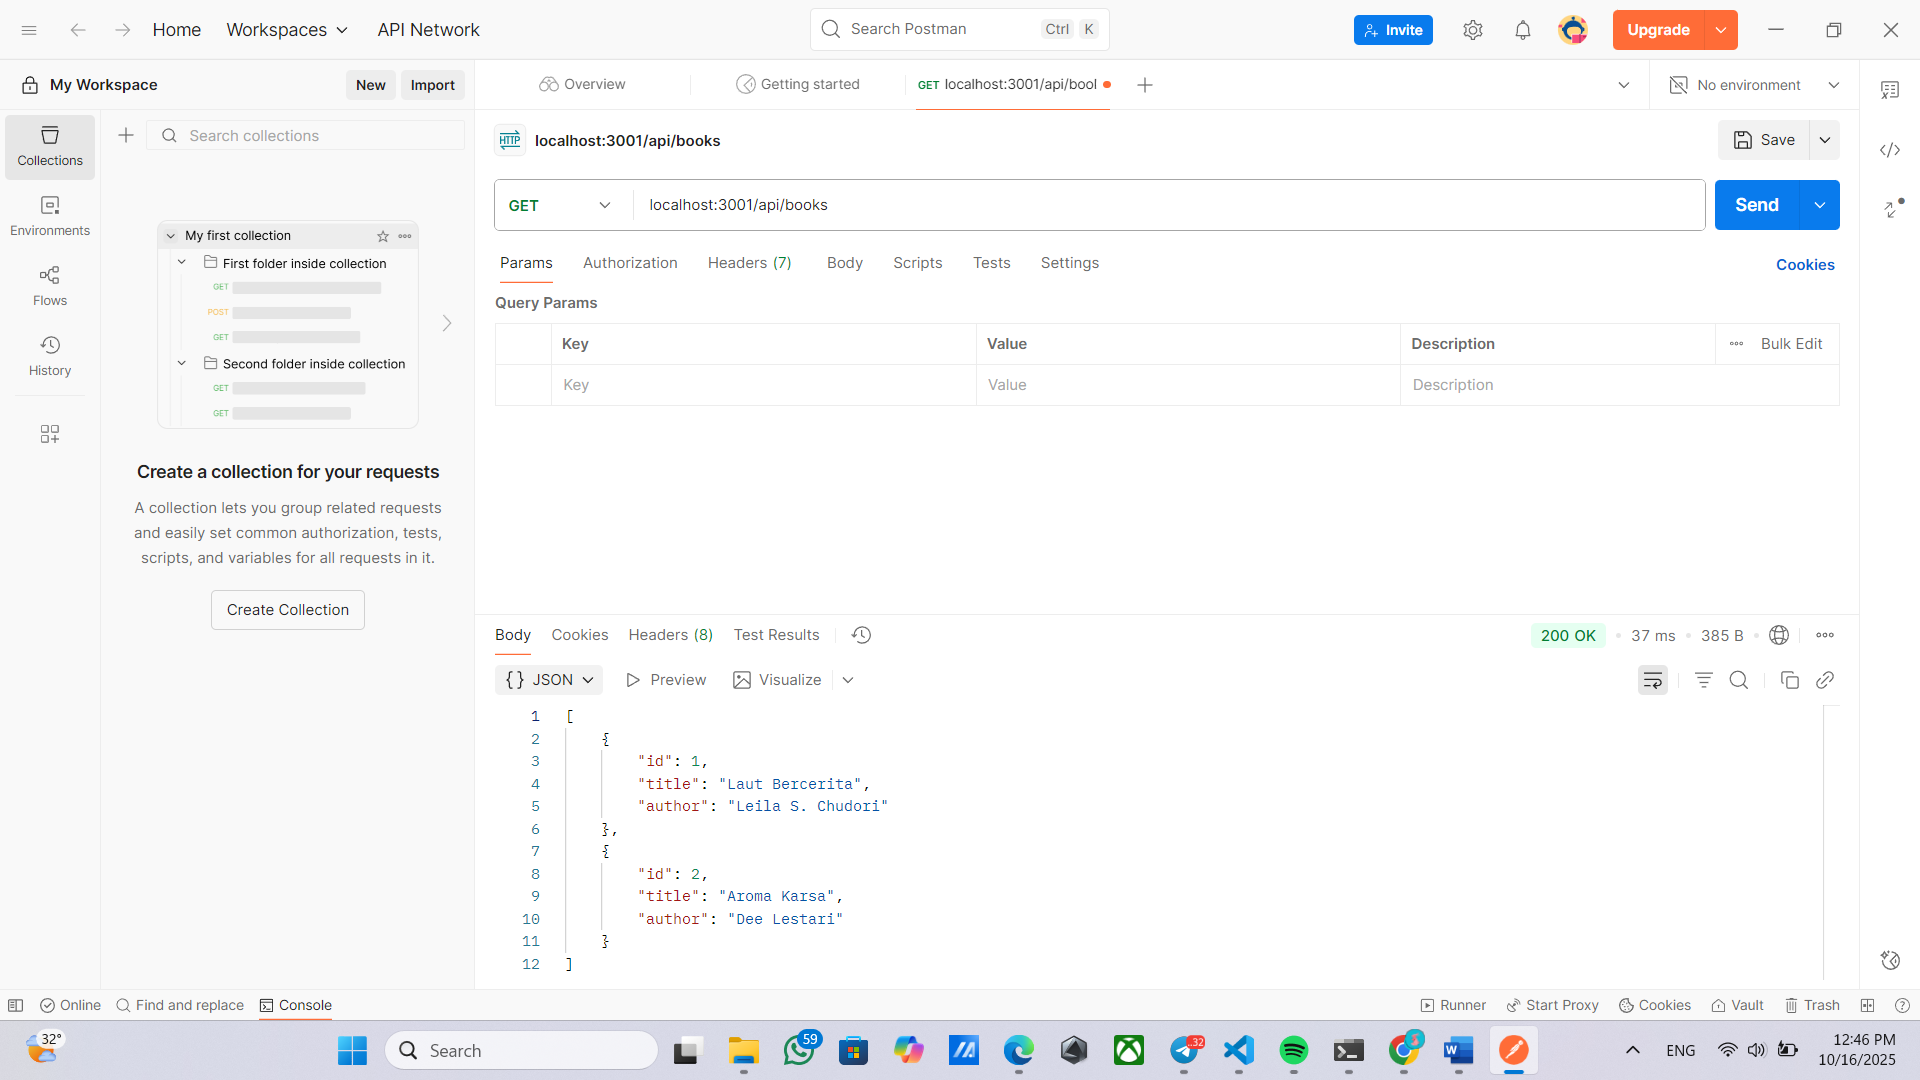 Home Workspaces API Network Search Postman Ctrl K Invite Upgrade
My Workspace New Import Overview Getting started GET localhost:3001/api/bool No environment
Collections
Environments
Flows
History
Search collections
My first collection
First folder inside collection
GET
POST
GET
Second folder inside collection
GET
GET
Create a collection for your requests
A collection lets you group related requests
and easily set common authorization, tests,
scripts, and variables for all requests in it.
Create Collection
HTTP localhost:3001/api/books Save
GET localhost:3001/api/books Send
Params Authorization Headers (7) Body Scripts Tests Settings Cookies
Query Params
Key Value Description Bulk Edit
Key Value Description
Body Cookies Headers (8) Test Results 200 OK 37 ms 385 B
{} JSON Preview Visualize
1 [
2 {
3 "id": 1,
4 "title": "Laut Bercerita",
5 "author": "Leila S. Chudori"
6 },
7 {
8 "id": 2,
9 "title": "Aroma Karsa",
10 "author": "Dee Lestari"
11 }
12 ]
Online Find and replace Console Runner Start Proxy Cookies Vault Trash
32° Search 59 32 ENG 12:46 PM
10/16/2025